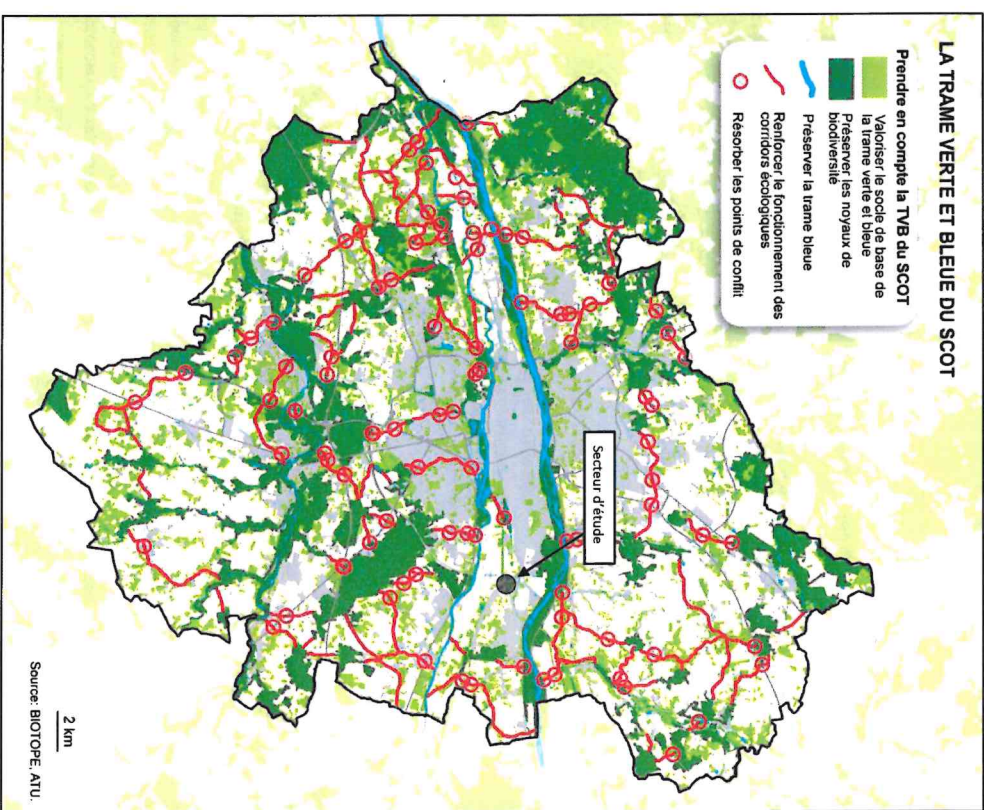 LA TRAME VERTE ET BLEUE DU SCOT
Prendre en compte la TVB du SCOT
Valoriser le socle de base de
la trame verte et bleue
Préserver les noyaux de
biodiversité
Préserver la trame bleue
Renforcer le fonctionnement des
corridors écologiques
Résorber les points de conflit
Secteur d'étude
2 km
Source: BIOTOPE, ATU.